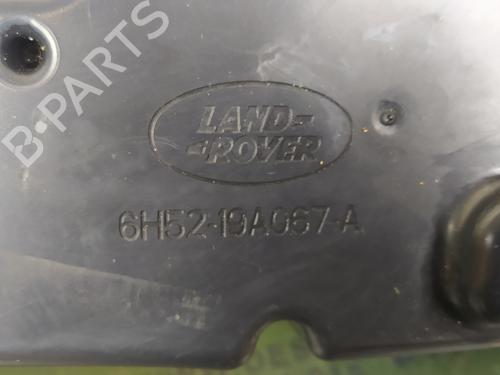 B-PARTS
LAND-
-ROVER
6H52-19A067-A